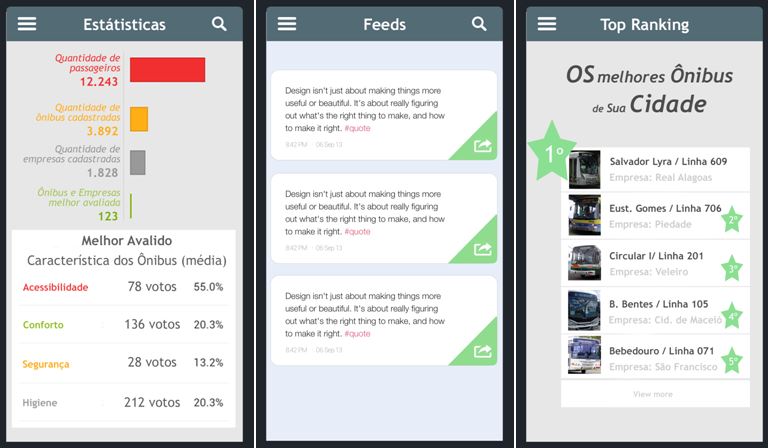 Estátisticas
Quantidade de
passageiros
12.243
Quantidade de
ônibus cadastradas
3.892
Quantidade de
empresas cadastradas
1.828
Ônibus e Empresas
melhor avaliada
123
Melhor Avalido
Característica dos Ônibus (média)
Acessibilidade 78 votos 55.0%
Conforto 136 votos 20.3%
Segurança 28 votos 13.2%
Higiene 212 votos 20.3%
Feeds
Design isn't just about making things more
useful or beautiful. It's about really figuring
out what's the right thing to make, and how
to make it right. #quote
8:42 PM · 06 Sep 13
Design isn't just about making things more
useful or beautiful. It's about really figuring
out what's the right thing to make, and how
to make it right. #quote
8:42 PM · 06 Sep 13
Design isn't just about making things more
useful or beautiful. It's about really figuring
out what's the right thing to make, and how
to make it right. #quote
8:42 PM · 06 Sep 13
Top Ranking
OS melhores Ônibus
de Sua Cidade
1º
Salvador Lyra / Linha 609
Empresa: Real Alagoas
Eust. Gomes / Linha 706
Empresa: Piedade
2º
Circular I/ Linha 201
Empresa: Veleiro
3º
B. Bentes / Linha 105
Empresa: Cid. de Maceió
4º
Bebedouro / Linha 071
Empresa: São Francisco
5º
View more